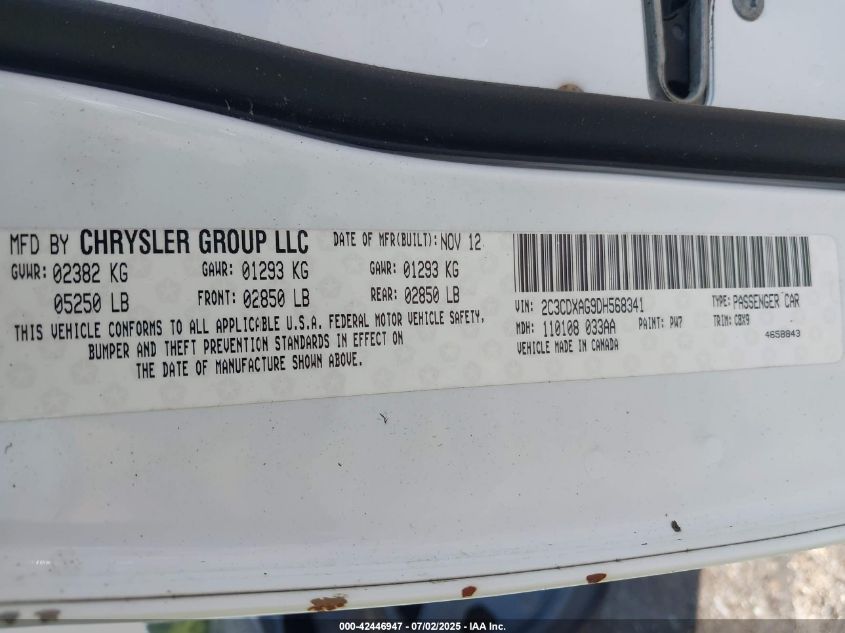 MFD BY CHRYSLER GROUP LLC DATE OF MFR(BUILT): NOV 12
GVWR: 02382 KG GAWR: 01293 KG GAWR: 01293 KG
05250 LB FRONT: 02850 LB REAR: 02850 LB
THIS VEHICLE CONFORMS TO ALL APPLICABLE U.S.A. FEDERAL MOTOR VEHICLE SAFETY,
BUMPER AND THEFT PREVENTION STANDARDS IN EFFECT ON
THE DATE OF MANUFACTURE SHOWN ABOVE.
VIN: 2C3CDXAG9DH568341 TYPE: PASSENGER CAR
MDH: 110108 033AA PAINT: PW7 TRIM: CBX9
VEHICLE MADE IN CANADA 4658843
000-42446947 - 07/02/2025 - IAA Inc.